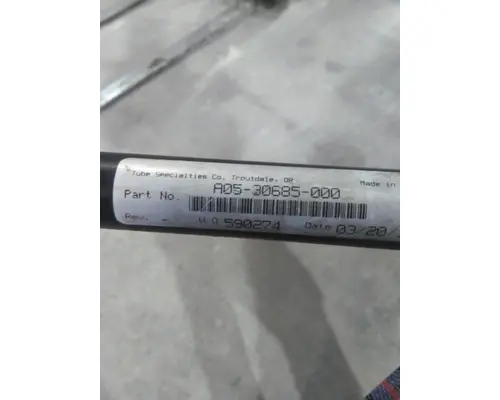 Tube Specialties Co. Troutdale, OR Made in
Part No. A05-30685-000
Rev. - W.O 590274 Date 03/20/